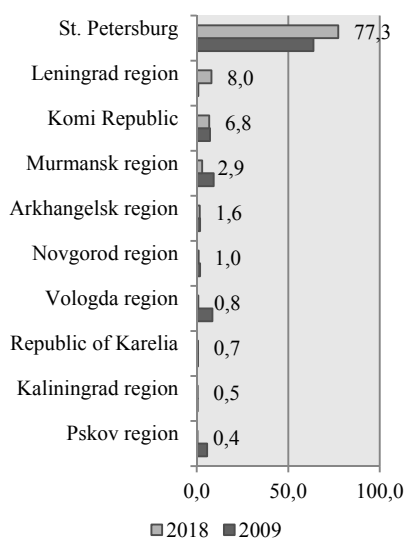 St. Petersburg 77,3
Leningrad region 8,0
Komi Republic 6,8
Murmansk region 2,9
Arkhangelsk region 1,6
Novgorod region 1,0
Vologda region 0,8
Republic of Karelia 0,7
Kaliningrad region 0,5
Pskov region 0,4
0,0 50,0 100,0
2018 2009